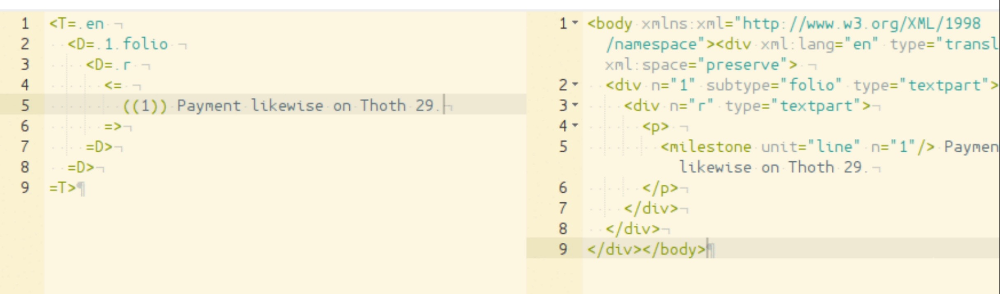 1 <T=.en ¬
2 <D=.1.folio ¬
3 <D=.r ¬
4 <= ¬
5 ((1)) Payment likewise on Thoth 29.¬
6 =>¬
7 =D>¬
8 =D>¬
9 =T>¶
1 <body xmlns:xml="http://www.w3.org/XML/1998
/namespace"><div xml:lang="en" type="transl
xml:space="preserve"> ¬
2 <div n="1" subtype="folio" type="textpart">
3 <div n="r" type="textpart">¬
4 <p> ¬
5 <milestone unit="line" n="1"/> Paymen
likewise on Thoth 29.¬
6 </p>¬
7 </div>¬
8 </div>¬
9 </div></body>¶